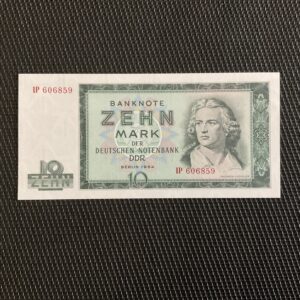 IP 606859
BANKNOTE
ZEHN
MARK
DER
DEUTSCHEN NOTENBANK
DDR
BERLIN 1964
10
ZEHN
10
IP 606859